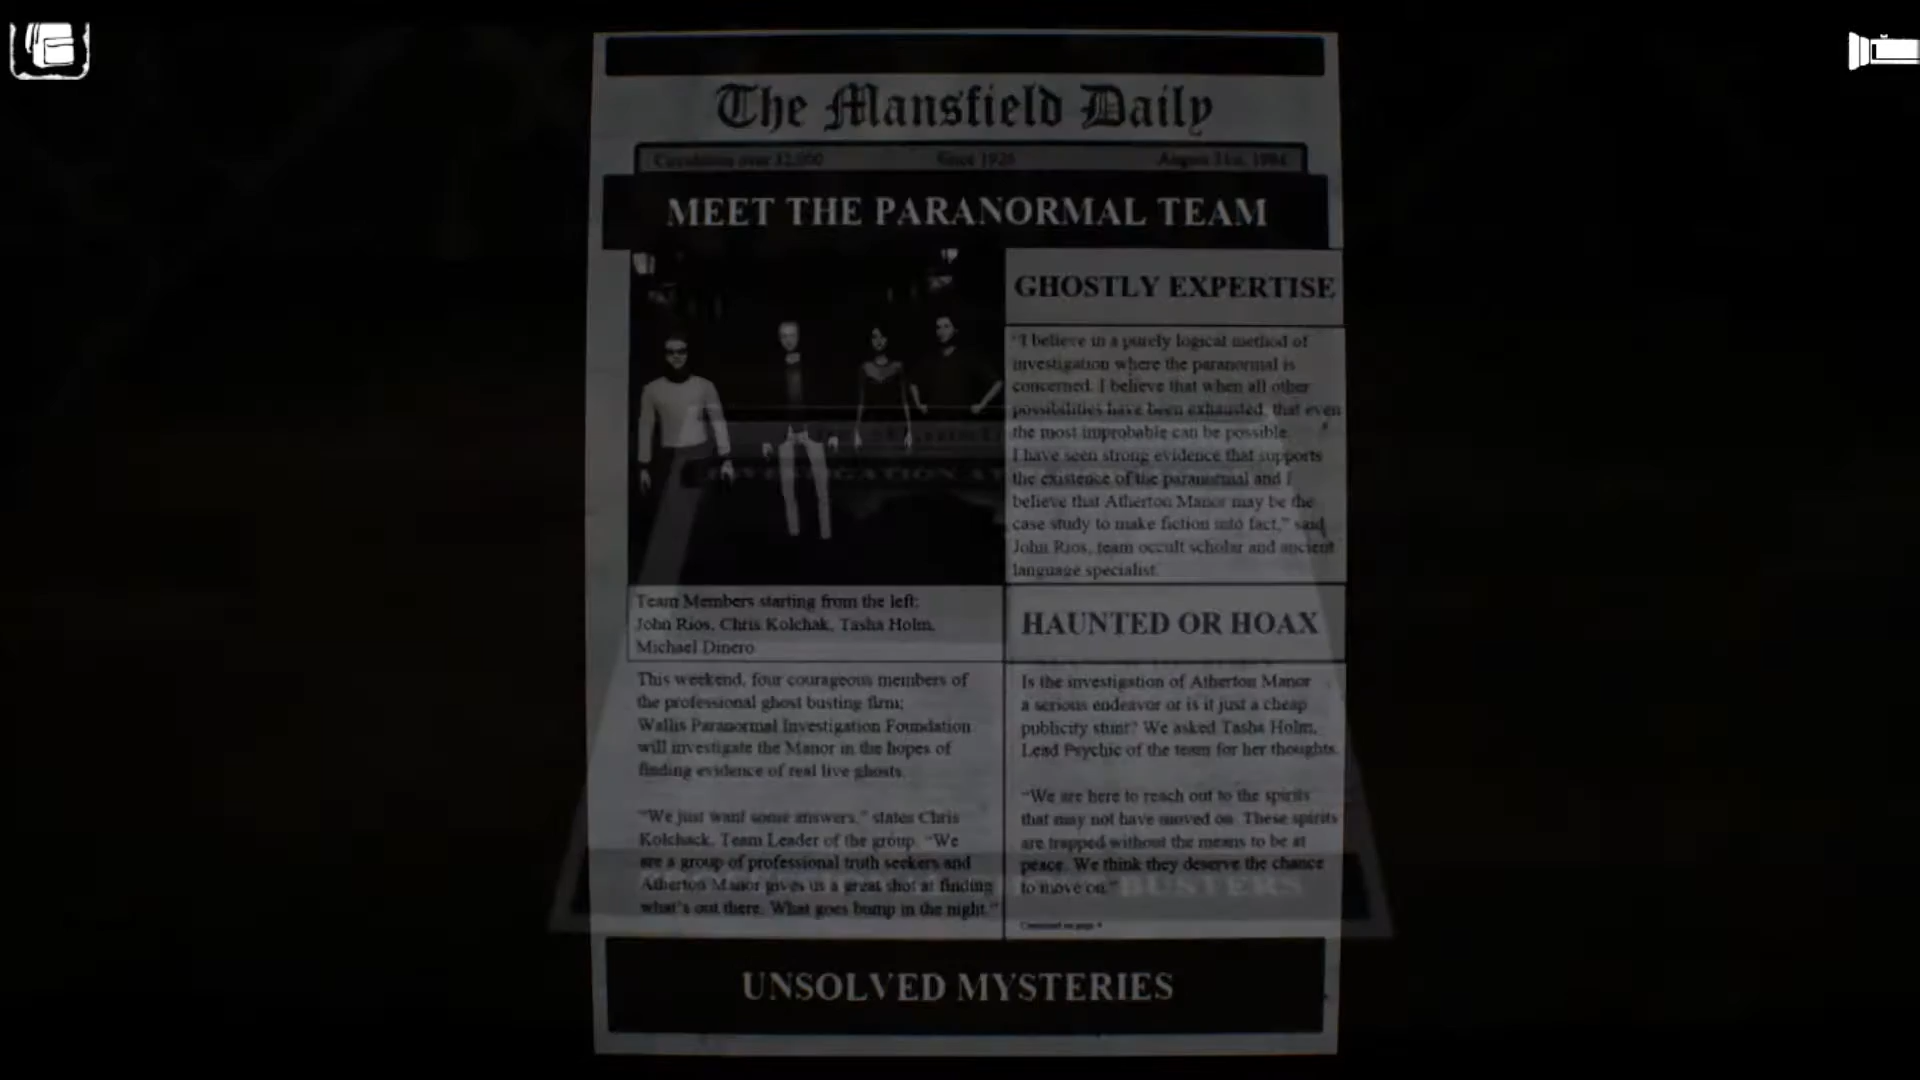 The Mansfield Daily
Circulation over 32,000 Since 1926 August 31st, 1984
MEET THE PARANORMAL TEAM
Team Members starting from the left:
John Rios, Chris Kolchak, Tasha Holm,
Michael Dinero
This weekend, four courageous members of
the professional ghost busting firm;
Wallis Paranormal Investigation Foundation
will investigate the Manor in the hopes of
finding evidence of real live ghosts.
"We just want some answers," states Chris
Kolchack, Team Leader of the group. "We
are a group of professional truth seekers and
Atherton Manor gives us a great shot at finding
what's out there. What goes bump in the night."
GHOSTLY EXPERTISE
"I believe in a purely logical method of
investigation where the paranormal is
concerned. I believe that when all other
possibilities have been exhausted, that even
the most improbable can be possible.
I have seen strong evidence that supports
the existence of the paranormal and I
believe that Atherton Manor may be the
case study to make fiction into fact," said
John Rios, team occult scholar and ancient
language specialist.
HAUNTED OR HOAX
Is the investigation of Atherton Manor
a serious endeavor or is it just a cheap
publicity stunt? We asked Tasha Holm,
Lead Psychic of the team for her thoughts.
"We are here to reach out to the spirits
that may not have moved on. These spirits
are trapped without the means to be at
peace. We think they deserve the chance
to move on."
BUSTERS
UNSOLVED MYSTERIES